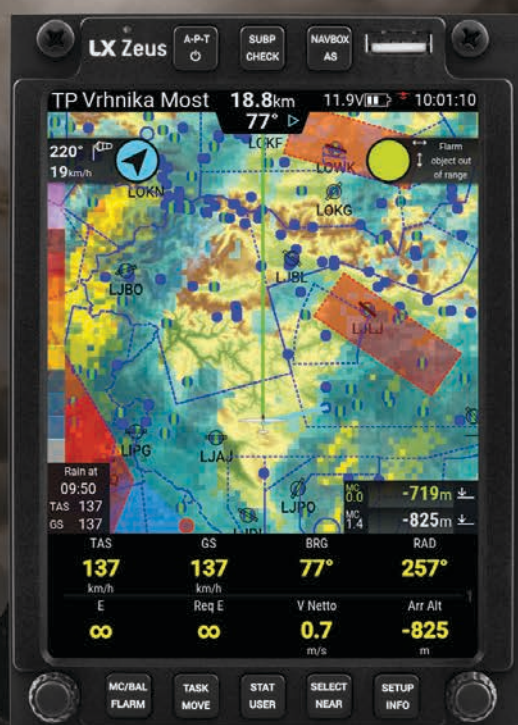 LX Zeus
A-P-T
SUBP
CHECK
NAVBOX
AS
TP Vrhnika Most
18.8km
11.9V
10:01:10
77°
220°
19km/h
Flarm
object out
of range
LOKF
LOWK
LOKN
LOKG
LJBO
LJSL
LJLJ
LIPG
LJAJ
LJPO
Rain at
09:50
TAS 137
GS 137
MC
0.0
-719m
MC
1.4
-825m
TAS
GS
BRG
RAD
137
137
77°
257°
km/h
km/h
1
E
Req E
V Netto
Arr Alt
∞
∞
0.7
-825
m/s
m
MC/BAL
FLARM
TASK
MOVE
STAT
USER
SELECT
NEAR
SETUP
INFO